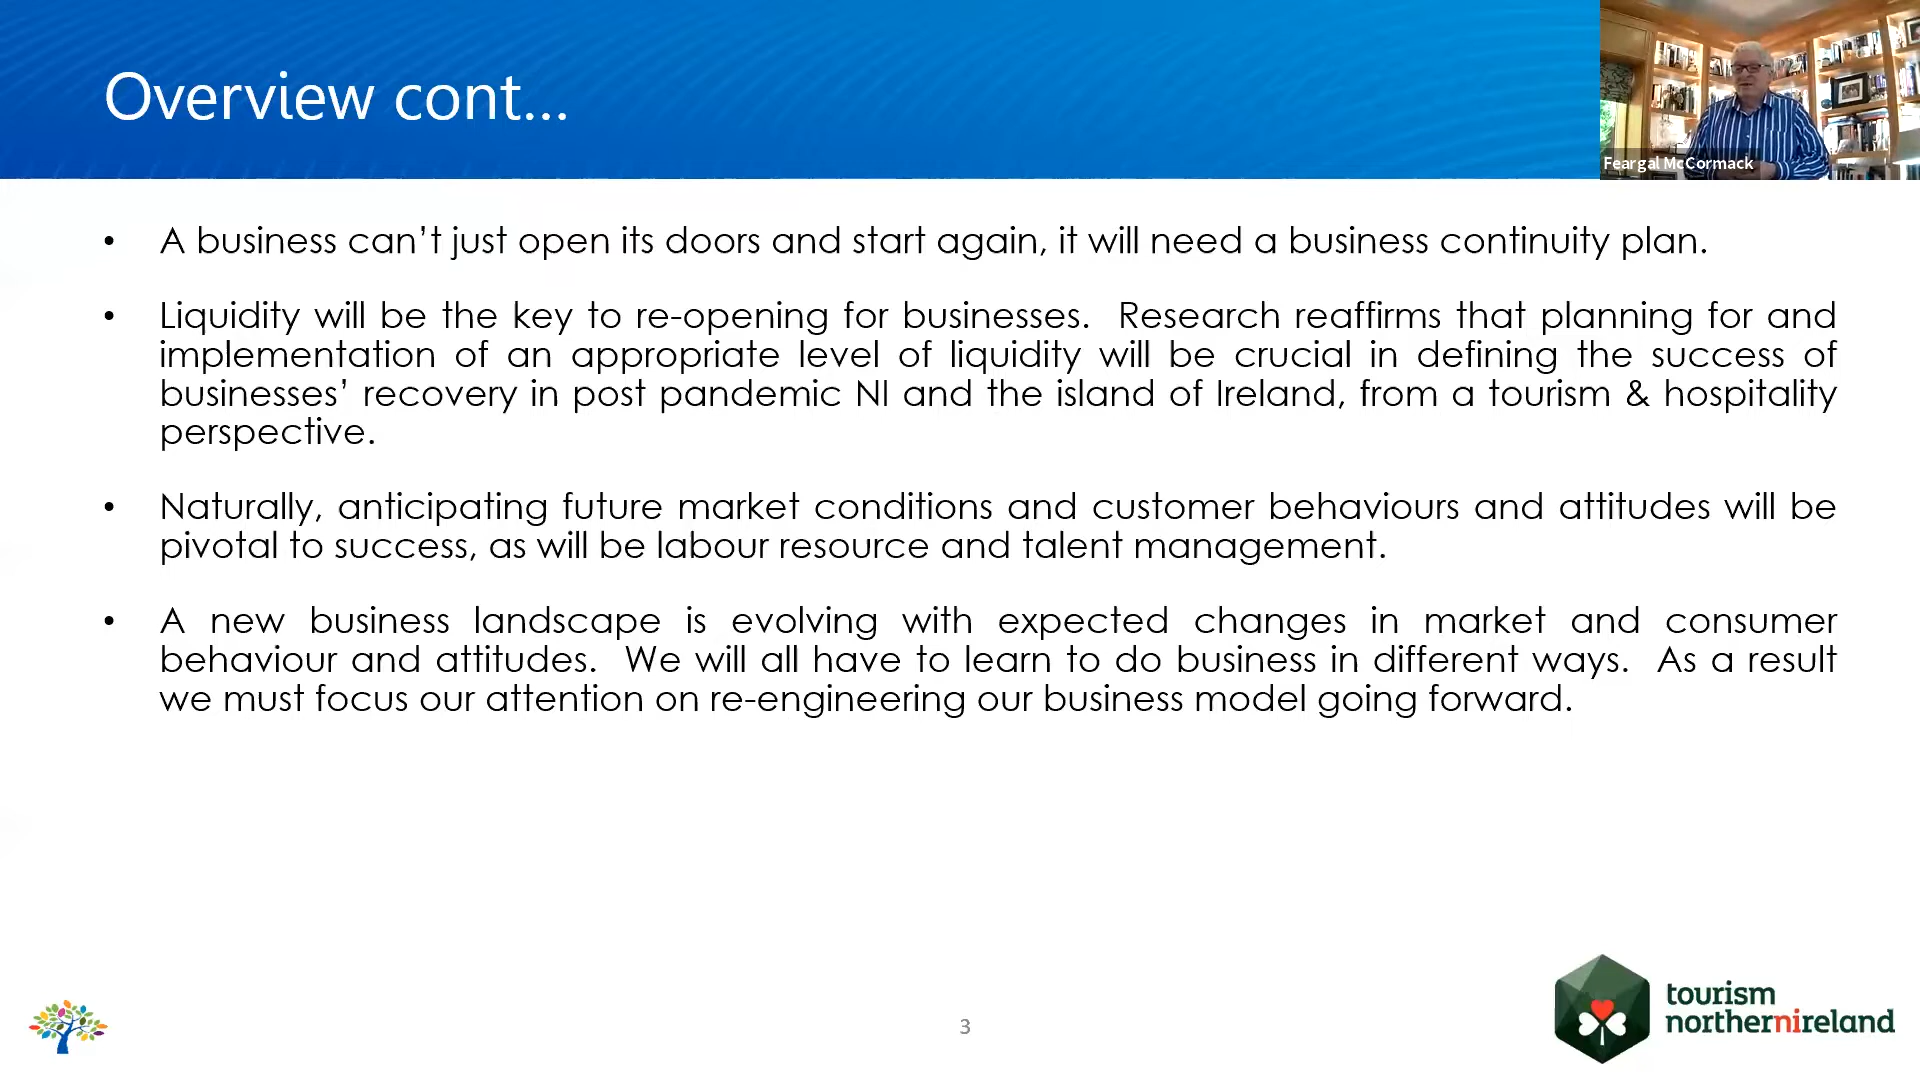 Overview cont...
Feargal McCormack
• A business can’t just open its doors and start again, it will need a business continuity plan.
• Liquidity will be the key to re-opening for businesses. Research reaffirms that planning for and
implementation of an appropriate level of liquidity will be crucial in defining the success of
businesses’ recovery in post pandemic NI and the island of Ireland, from a tourism & hospitality
perspective.
• Naturally, anticipating future market conditions and customer behaviours and attitudes will be
pivotal to success, as will be labour resource and talent management.
• A new business landscape is evolving with expected changes in market and consumer
behaviour and attitudes. We will all have to learn to do business in different ways. As a result
we must focus our attention on re-engineering our business model going forward.
3
tourism
northernireland